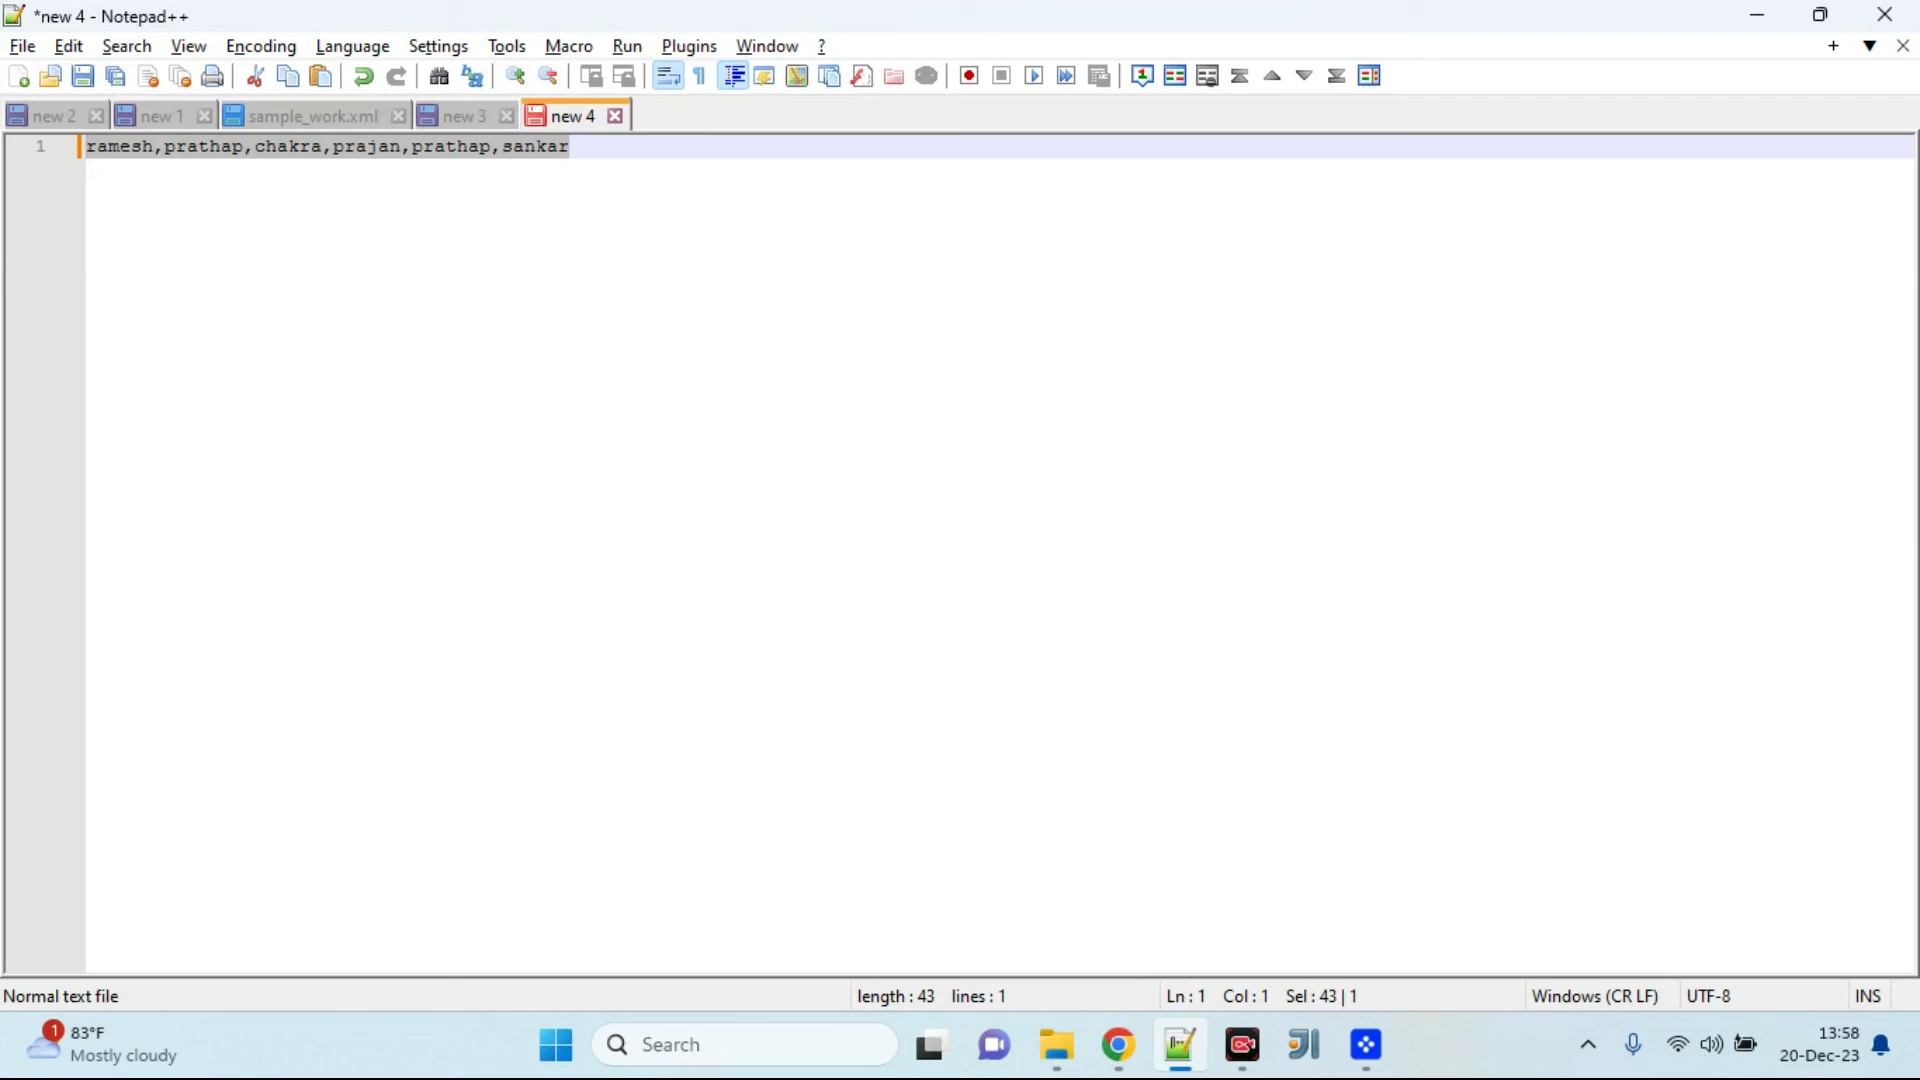 *new 4 - Notepad++
File Edit Search View Encoding Language Settings Tools Macro Run Plugins Window ?
new 2 new 1 sample_work.xml new 3 new 4
1 ramesh,prathap,chakra,prajan,prathap,sankar
Normal text file length : 43 lines : 1 Ln : 1 Col : 1 Sel : 43 | 1 Windows (CR LF) UTF-8 INS
1 83°F
Mostly cloudy
Search
13:58
20-Dec-23